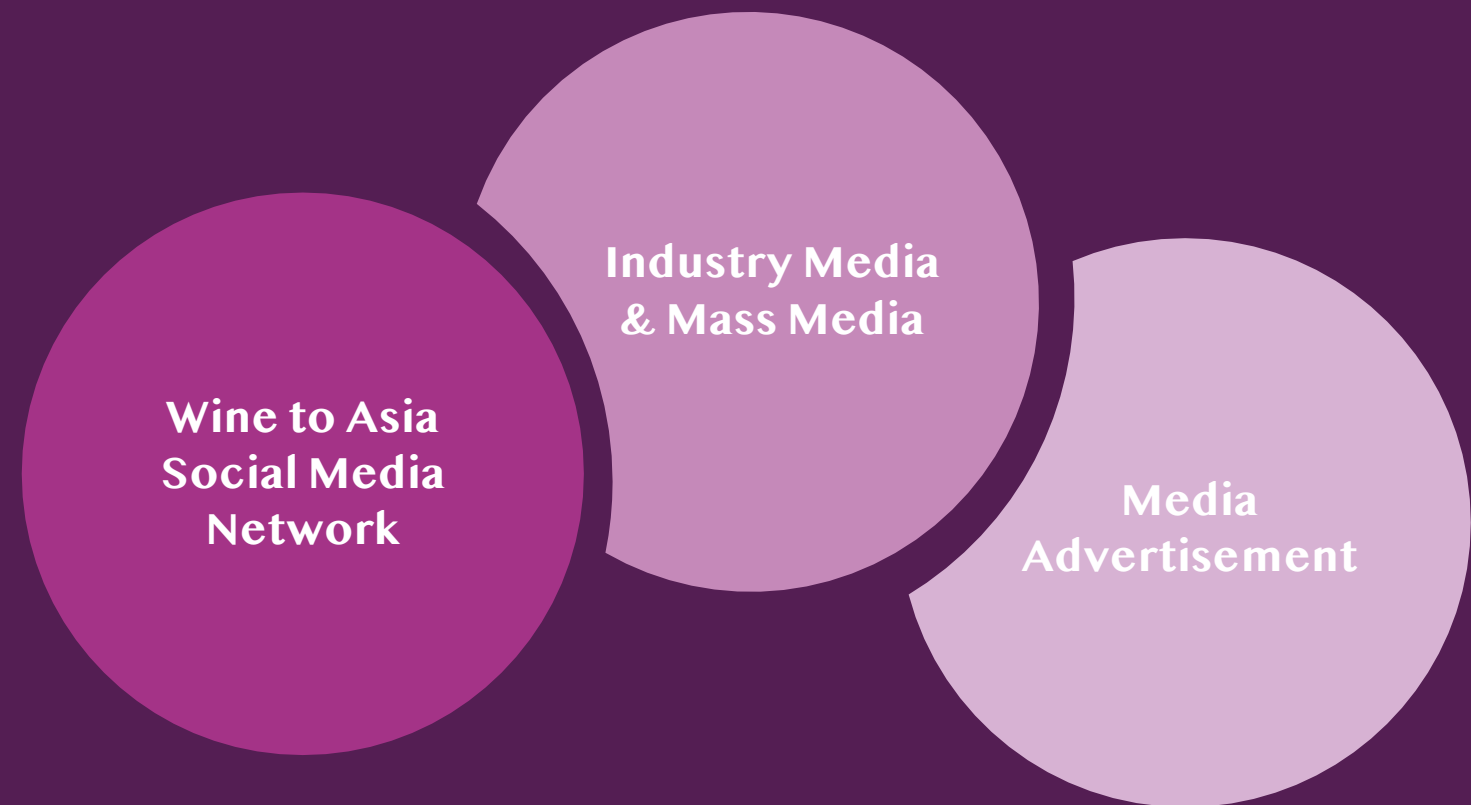 Wine to Asia
Social Media
Network
Industry Media
& Mass Media
Media
Advertisement